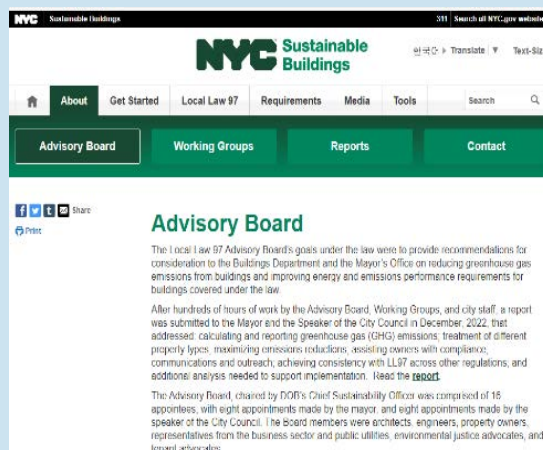 NYC Sustainable Buildings 311 Search all NYC.gov website
NYC Sustainable
Buildings
한국어 ▶ Translate ▼ Text-Siz
About Get Started Local Law 97 Requirements Media Tools Search
Advisory Board Working Groups Reports Contact
Share
Print
Advisory Board
The Local Law 97 Advisory Board's goals under the law were to provide recommendations for
consideration to the Buildings Department and the Mayor's Office on reducing greenhouse gas
emissions from buildings and improving energy and emissions performance requirements for
buildings covered under the law.
After hundreds of hours of work by the Advisory Board, Working Groups, and city staff, a report
was submitted to the Mayor and the Speaker of the City Council in December, 2022, that
addressed: calculating and reporting greenhouse gas (GHG) emissions; treatment of different
property types; maximizing emissions reductions; assisting owners with compliance;
communications and outreach; achieving consistency with LL97 across other regulations; and
additional analysis needed to support implementation. Read the report.
The Advisory Board, chaired by DOB's Chief Sustainability Officer was comprised of 16
appointees, with eight appointments made by the mayor, and eight appointments made by the
speaker of the City Council. The Board members were architects, engineers, property owners,
representatives from the business sector and public utilities, environmental justice advocates, and
tenant advocates.